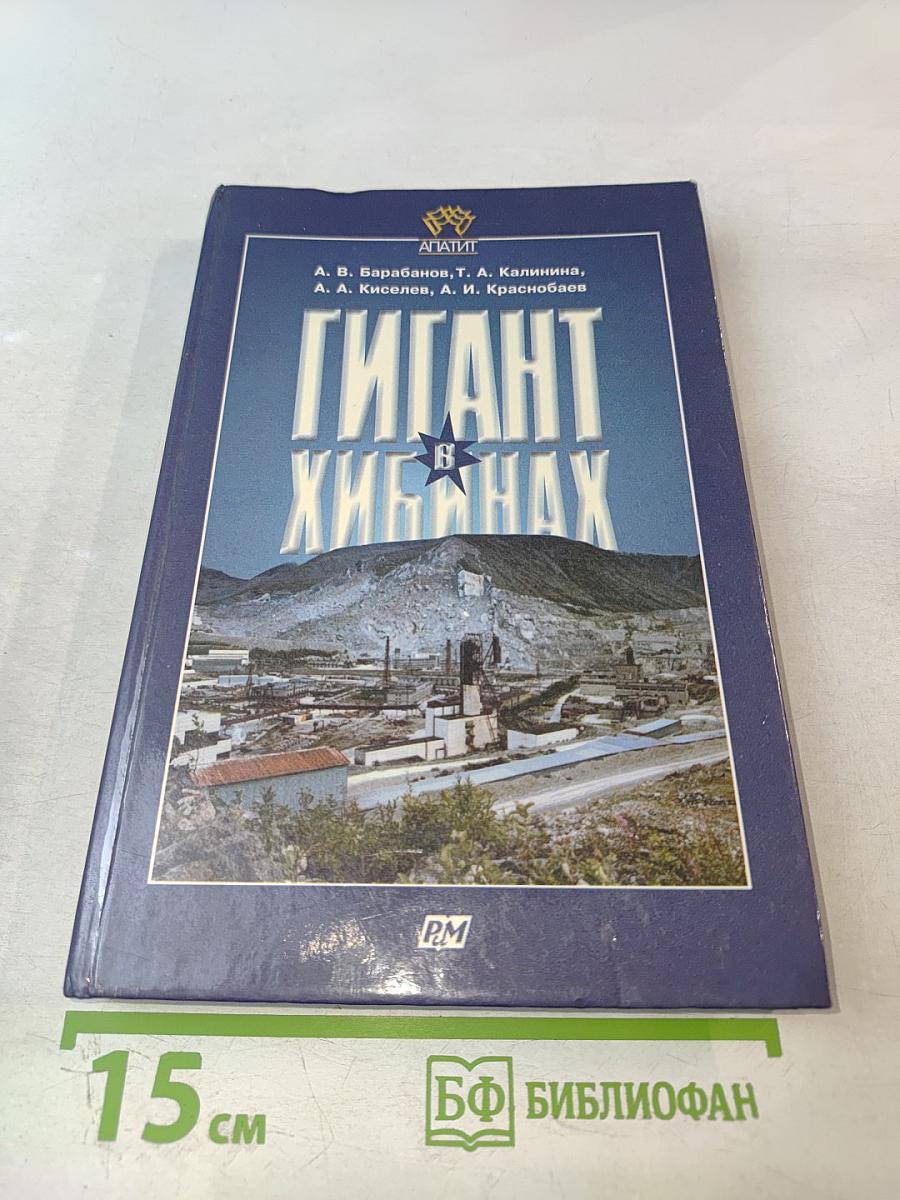 АПАТИТ
А. В. Барабанов, Т. А. Калинина,
А. А. Киселев, А. И. Краснобаев
ГИГАНТ
в
ХИБИНАХ
РМ
15 см
БФ БИБЛИОФАН